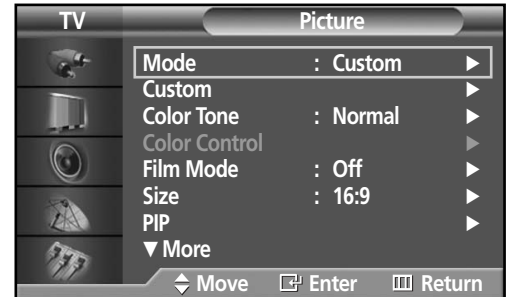 TV Picture
Mode : Custom ▶
Custom ▶
Color Tone : Normal ▶
Color Control ▶
Film Mode : Off ▶
Size : 16:9 ▶
PIP ▶
▼ More
Move Enter Return